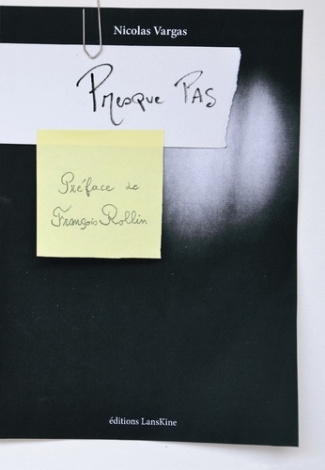 Nicolas Vargas
Presque PAS
Préface de
François Rollin
éditions LansKine